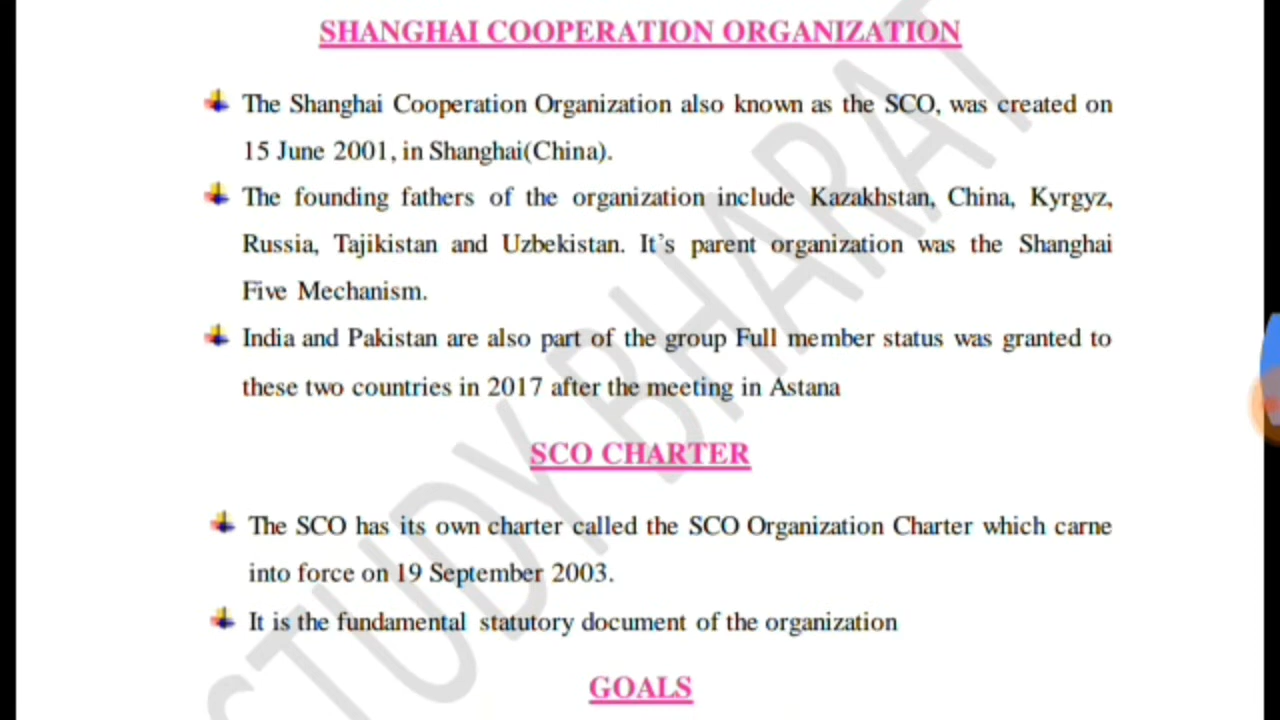 SHANGHAI COOPERATION ORGANIZATION
The Shanghai Cooperation Organization also known as the SCO, was created on
15 June 2001, in Shanghai(China).
The founding fathers of the organization include Kazakhstan, China, Kyrgyz,
Russia, Tajikistan and Uzbekistan. It's parent organization was the Shanghai
Five Mechanism.
India and Pakistan are also part of the group Full member status was granted to
these two countries in 2017 after the meeting in Astana
SCO CHARTER
The SCO has its own charter called the SCO Organization Charter which carne
into force on 19 September 2003.
It is the fundamental statutory document of the organization
GOALS
STUDY BHARAT